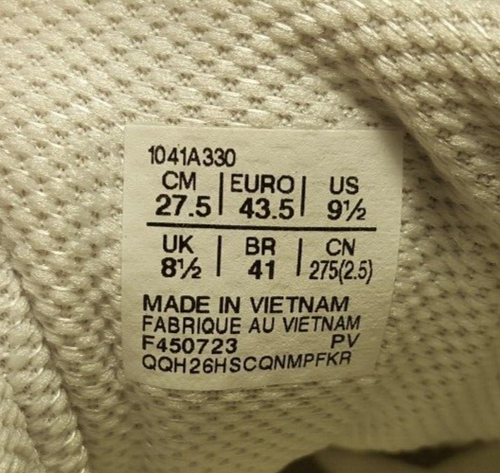 1041A330
CM | EURO | US
27.5 | 43.5 | 9½
UK | BR | CN
8½ | 41 | 275(2.5)
MADE IN VIETNAM
FABRIQUE AU VIETNAM
F450723 PV
QQH26HSCQNMPFKR